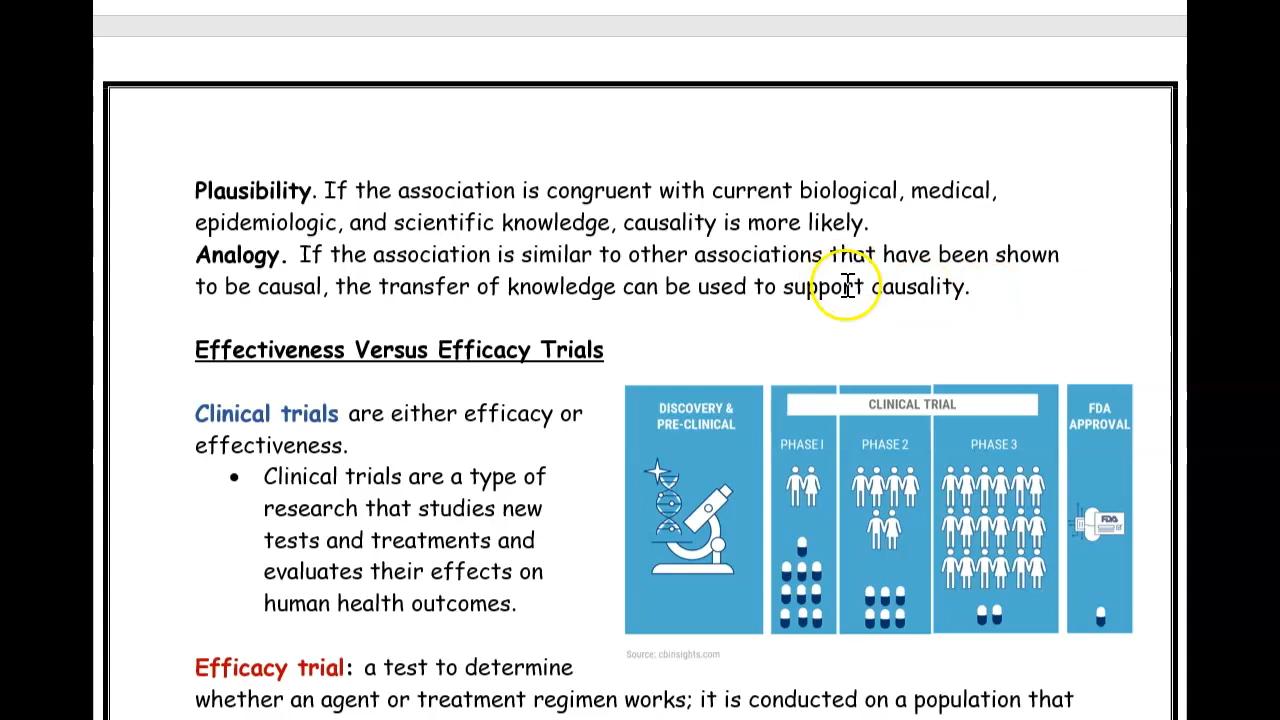 Plausibility. If the association is congruent with current biological, medical,
epidemiologic, and scientific knowledge, causality is more likely.
Analogy. If the association is similar to other associations that have been shown
to be causal, the transfer of knowledge can be used to support causality.
Effectiveness Versus Efficacy Trials
Clinical trials are either efficacy or
effectiveness.
• Clinical trials are a type of
research that studies new
tests and treatments and
evaluates their effects on
human health outcomes.
DISCOVERY &
PRE-CLINICAL
CLINICAL TRIAL
PHASE I
PHASE 2
PHASE 3
FDA
APPROVAL
FDA
Source: cbinsights.com
Efficacy trial: a test to determine
whether an agent or treatment regimen works; it is conducted on a population that